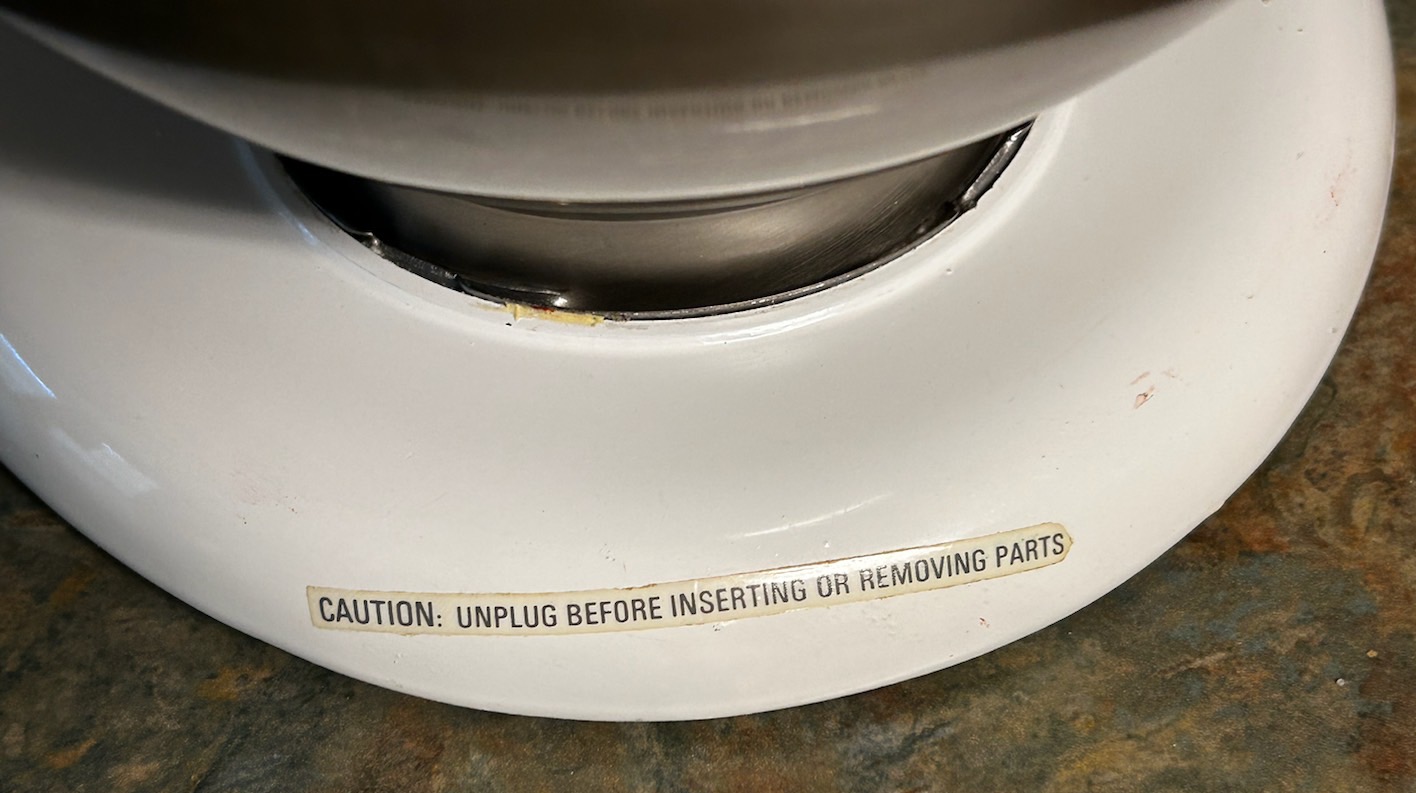 CAUTION: UNPLUG BEFORE INSERTING OR REMOVING PARTS